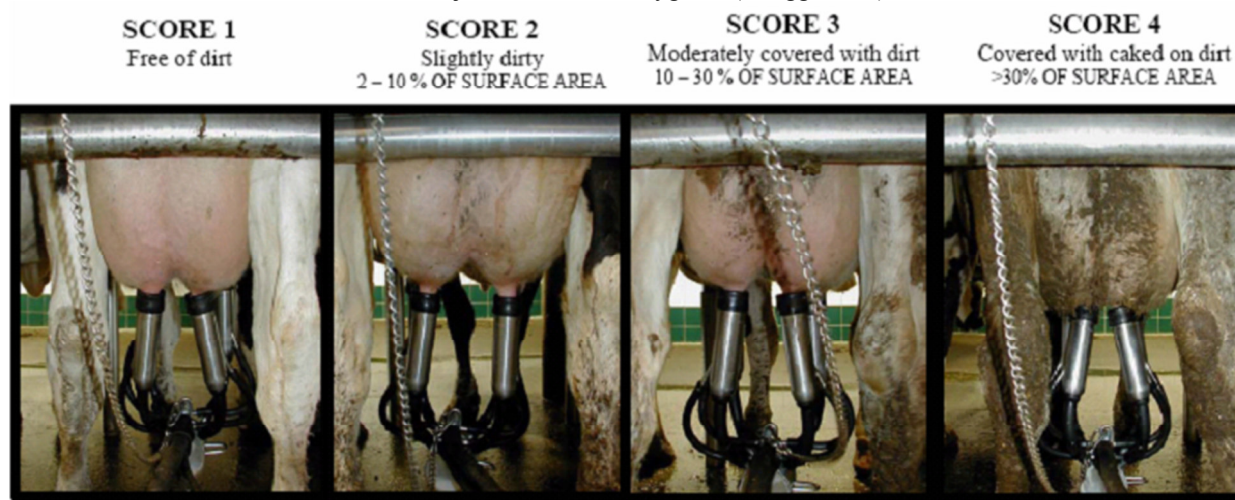 SCORE 1
Free of dirt
SCORE 2
Slightly dirty
2 – 10 % OF SURFACE AREA
SCORE 3
Moderately covered with dirt
10 – 30 % OF SURFACE AREA
SCORE 4
Covered with caked on dirt
>30% OF SURFACE AREA